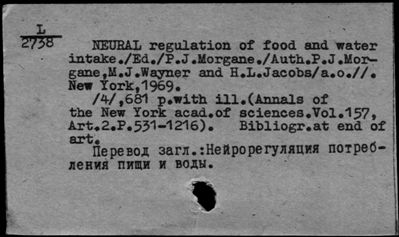 L
2738
NEURAL regulation of food and water
intake./Ed./P.J.Morgane./Auth.P.J.Mor-
gane,M.J.Wayner and H.L.Jacobs/a.o.//.
New York,1969.
/4/,681 p.with ill.(Annals of
the New York acad.of sciences.Vol.157,
Art.2.P.531-1216). Bibliogr.at end of
art.
Перевод загл.:Нейрорегуляция потреб-
ления пищи и воды.